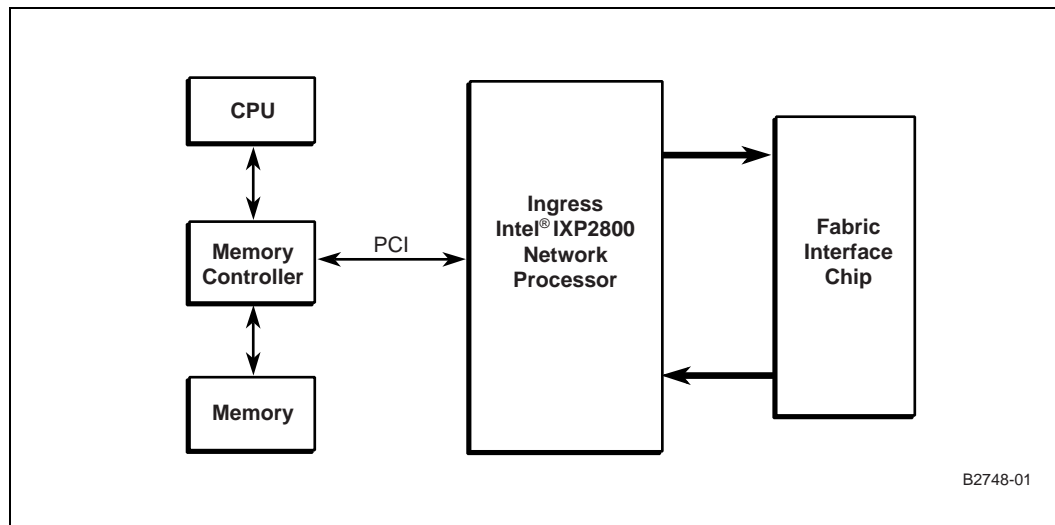 CPU
Memory
Controller
Memory
PCI
Ingress
Intel® IXP2800
Network
Processor
Fabric
Interface
Chip
B2748-01